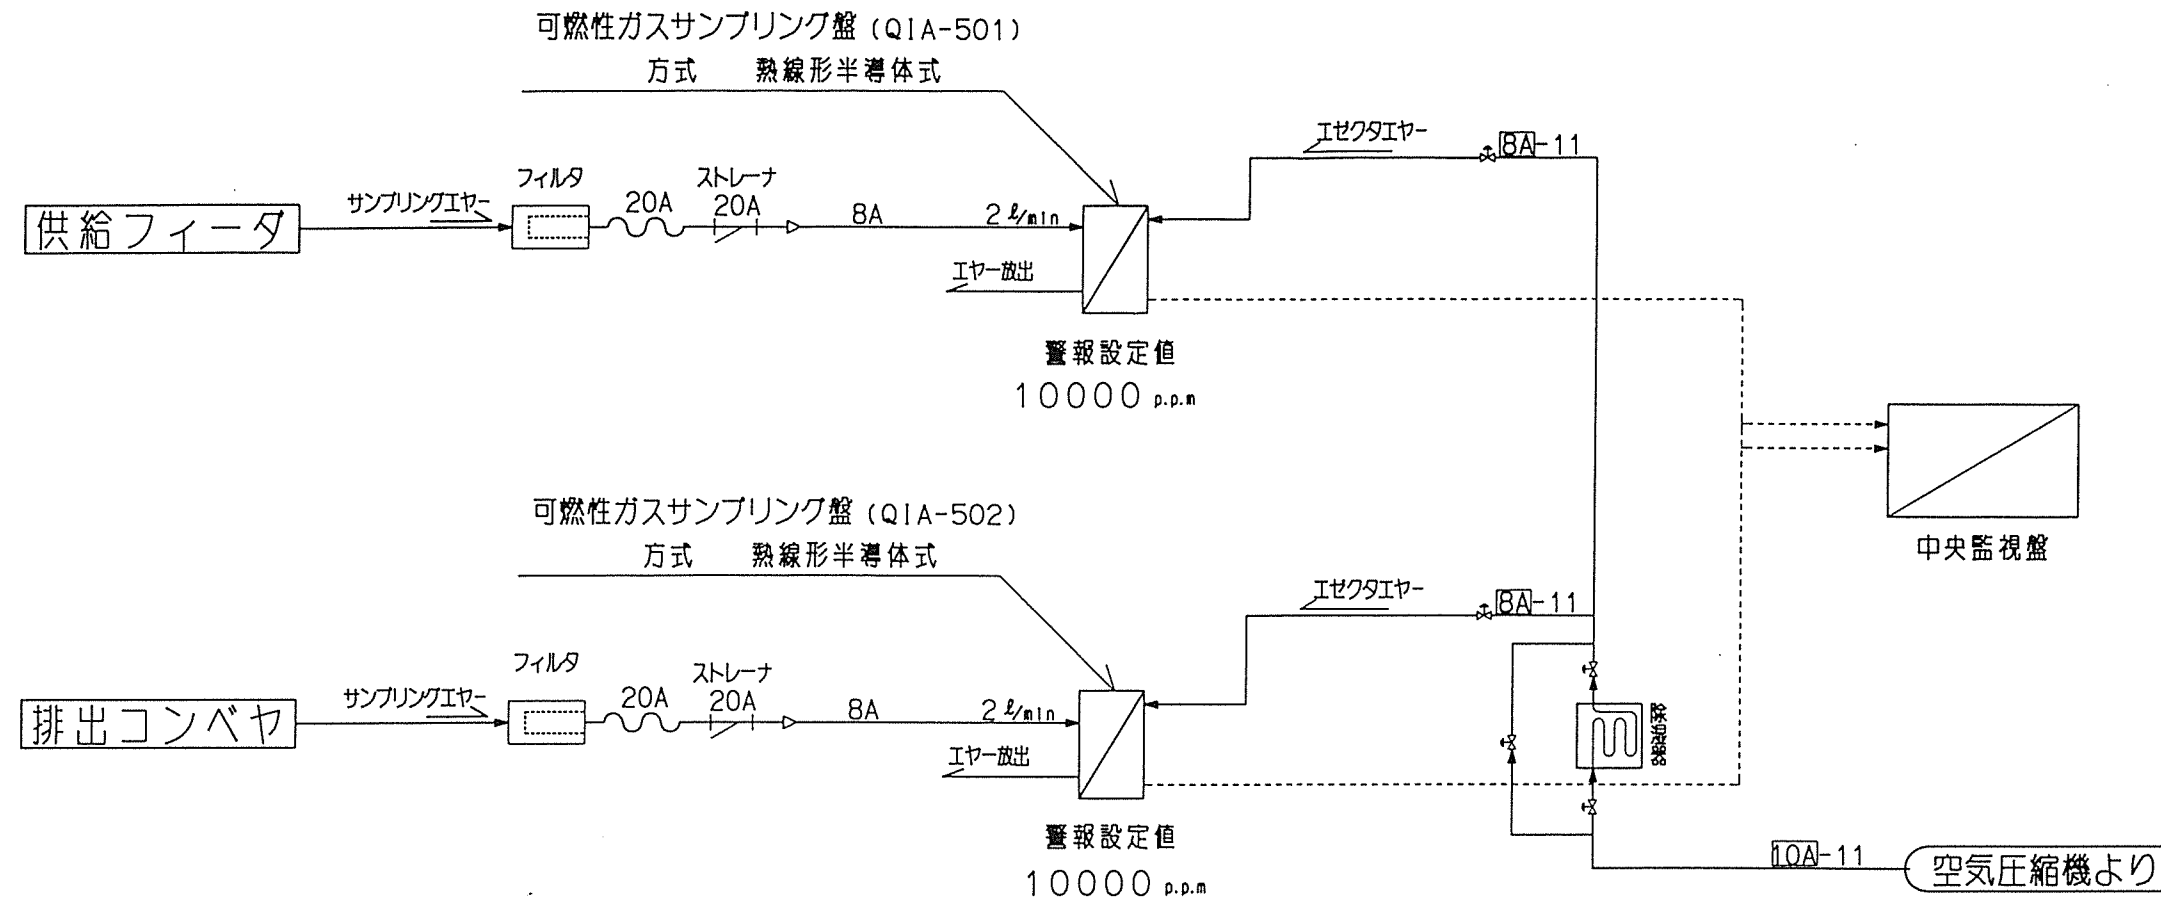 可燃性ガスサンプリング盤 (QIA-501)
方式 熱線形半導体式
エゼクタエヤー
8A-11
供給フィーダ
サンプリングエヤー
フィルタ
20A
ストレーナ
20A
8A
2 ℓ/min
エヤー放出
警報設定値
10000 p.p.m
中央監視盤
可燃性ガスサンプリング盤 (QIA-502)
方式 熱線形半導体式
エゼクタエヤー
8A-11
排出コンベヤ
サンプリングエヤー
フィルタ
20A
ストレーナ
20A
8A
2 ℓ/min
エヤー放出
警報設定値
10000 p.p.m
10A-11
空気圧縮機より